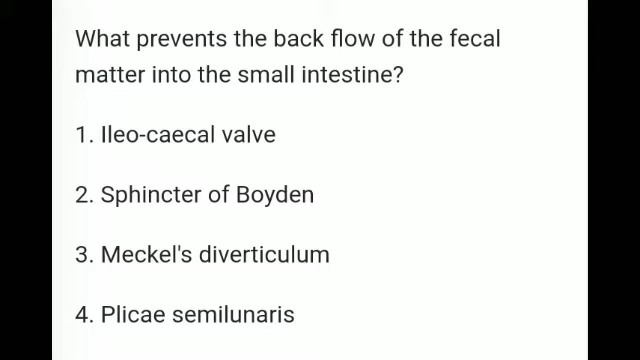 What prevents the back flow of the fecal
matter into the small intestine?
1. Ileo-caecal valve
2. Sphincter of Boyden
3. Meckel's diverticulum
4. Plicae semilunaris